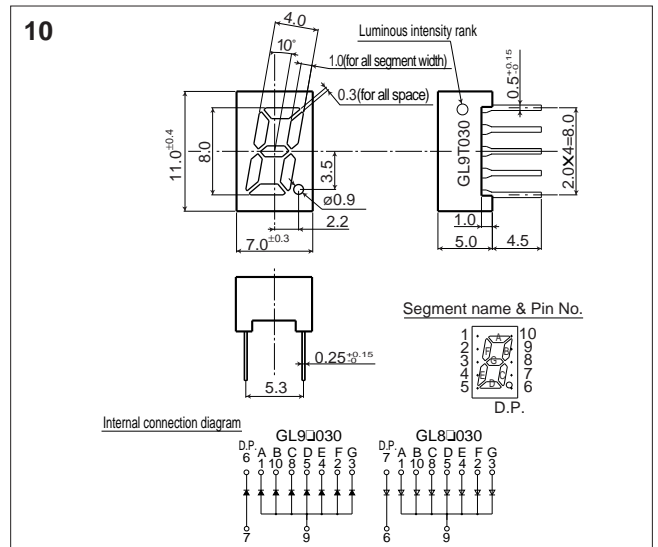 10
4.0
10°
Luminous intensity rank
1.0(for all segment width)
0.3(for all space)
0.5+0.15 -0
11.0±0.4
8.0
3.5
GL9T030
2.0×4=8.0
ø0.9
2.2
7.0±0.3
1.0
5.0
4.5
Segment name & Pin No.
1 10
2 9
3 8
4 7
5 6
A
F B
G
E C
D
D.P.
0.25+0.15 -0
5.3
Internal connection diagram
GL9□030 GL8□030
D.P. A B C D E F G D.P. A B C D E F G
6 1 10 8 5 4 2 3 7 1 10 8 5 4 2 3
7 9 6 9